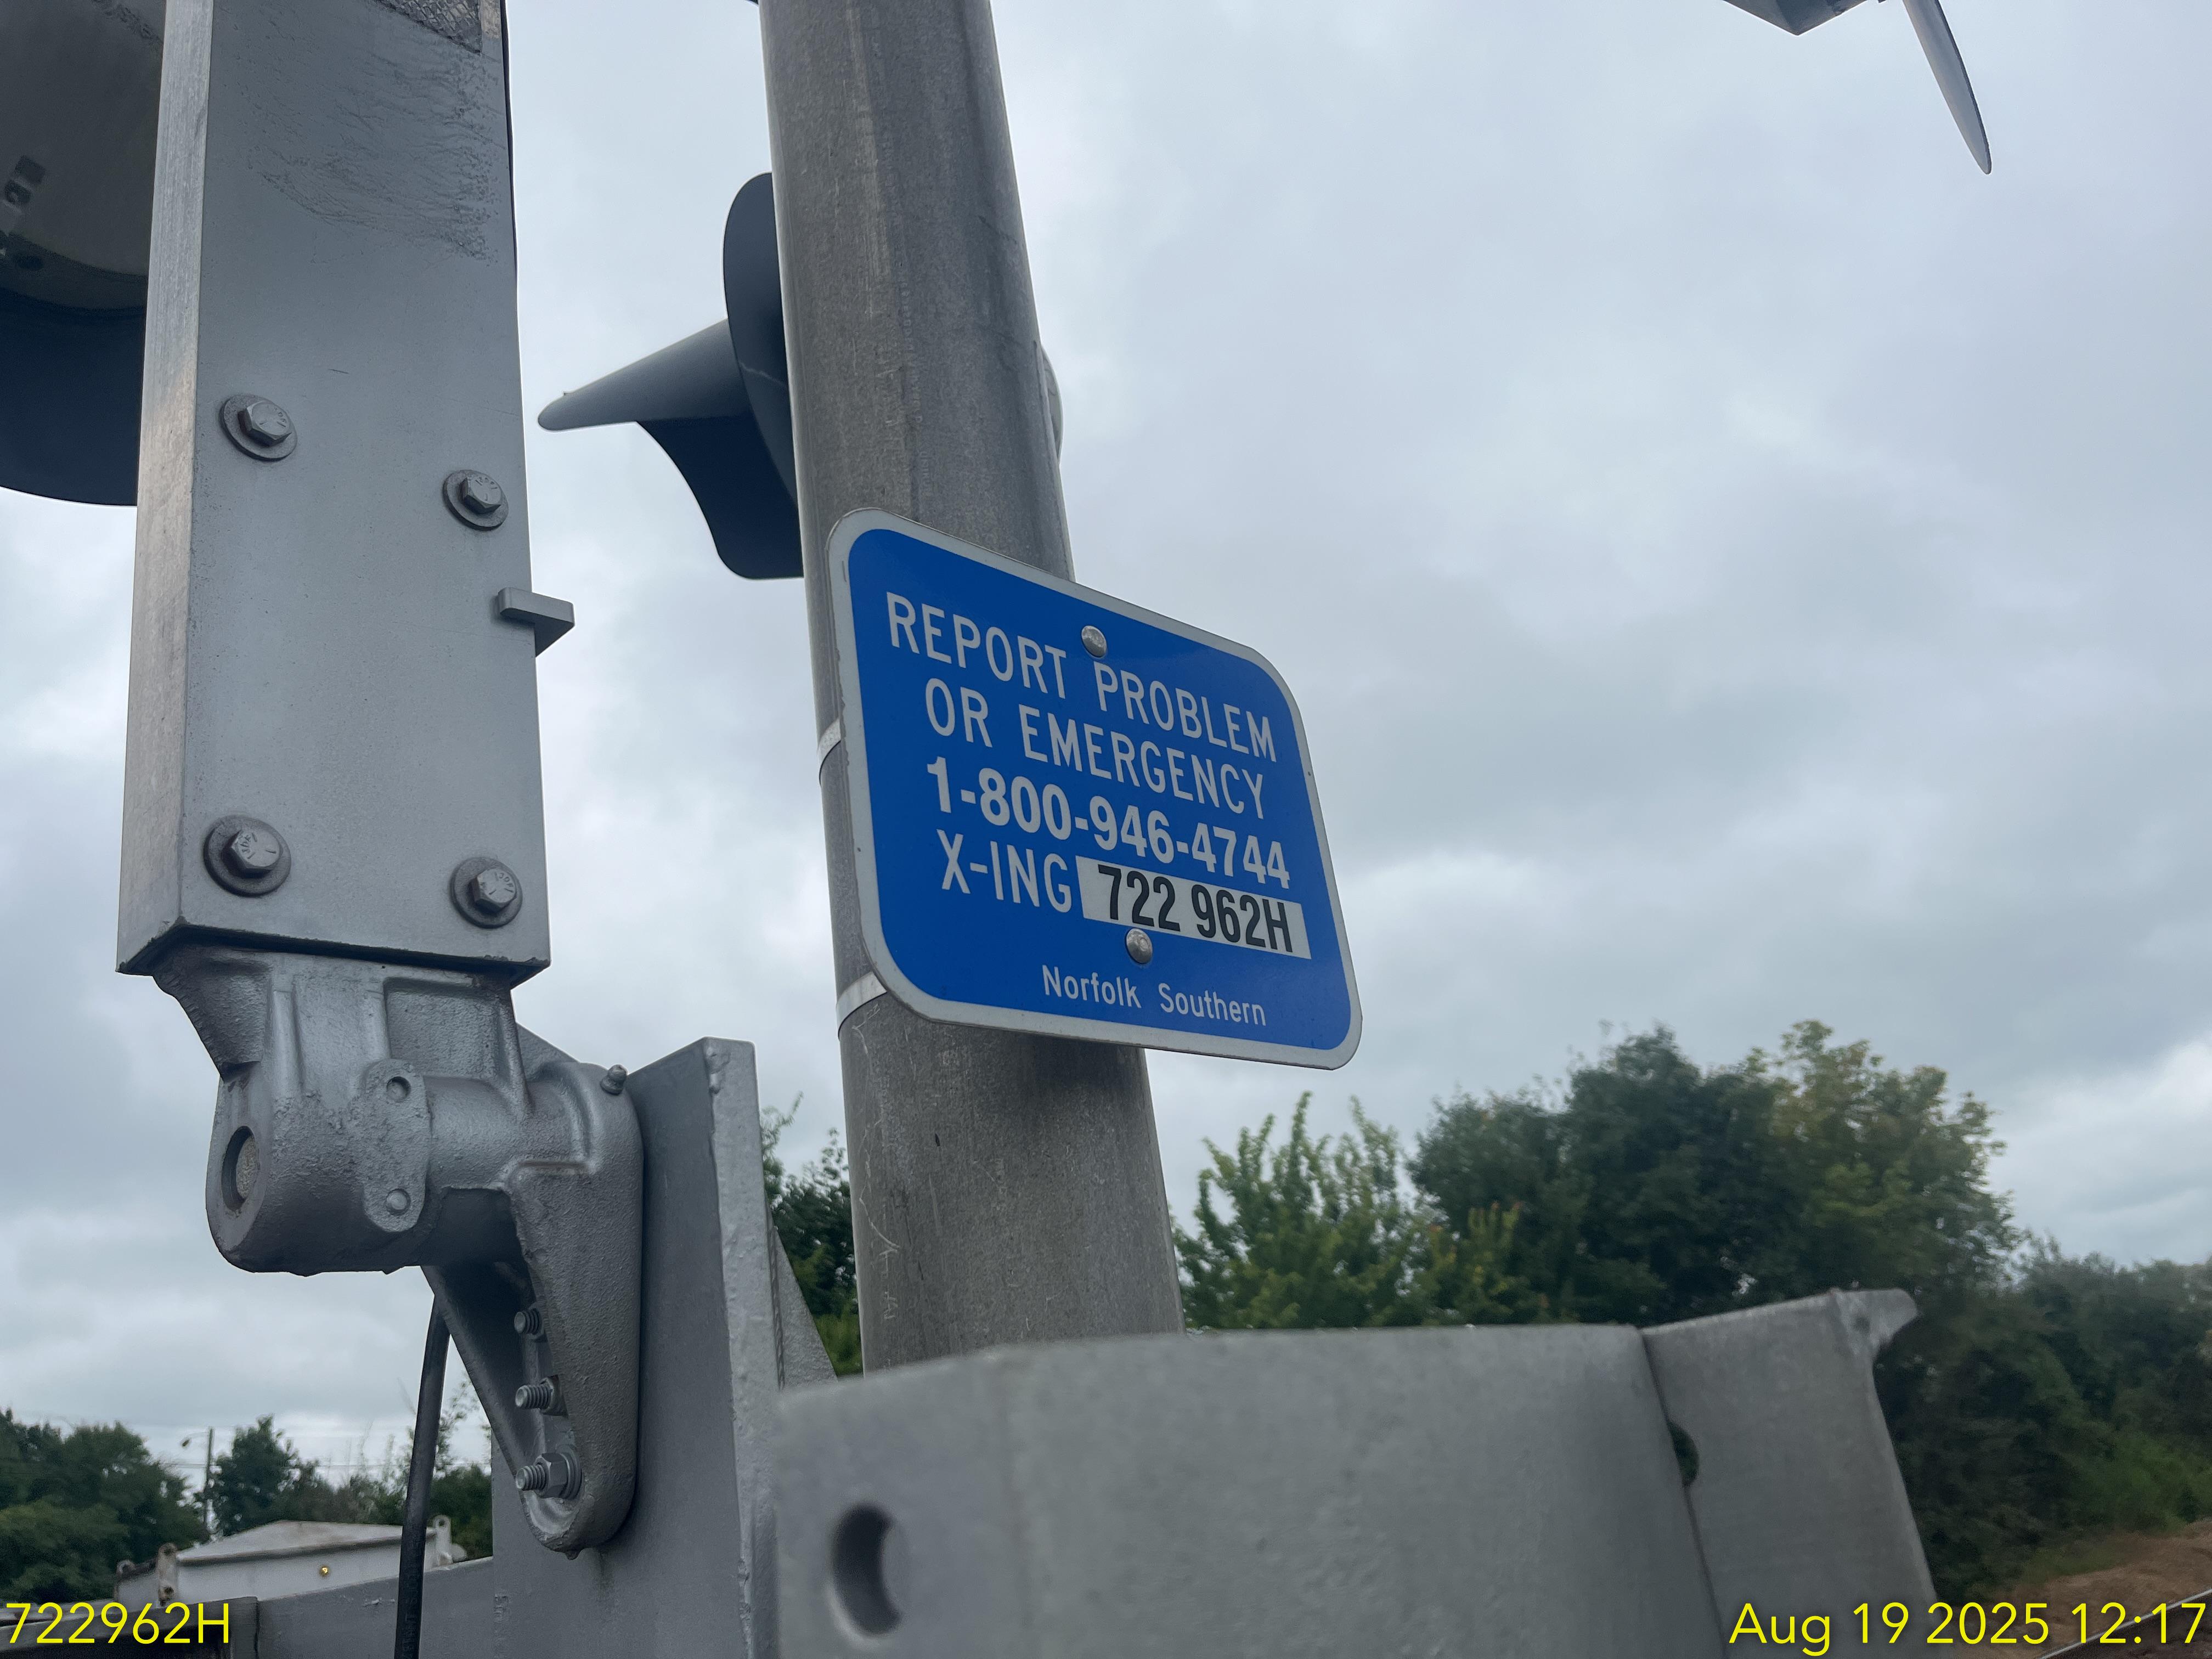 REPORT PROBLEM
OR EMERGENCY
1-800-946-4744
X-ING 722 962H
Norfolk Southern
722962H
Aug 19 2025 12:17